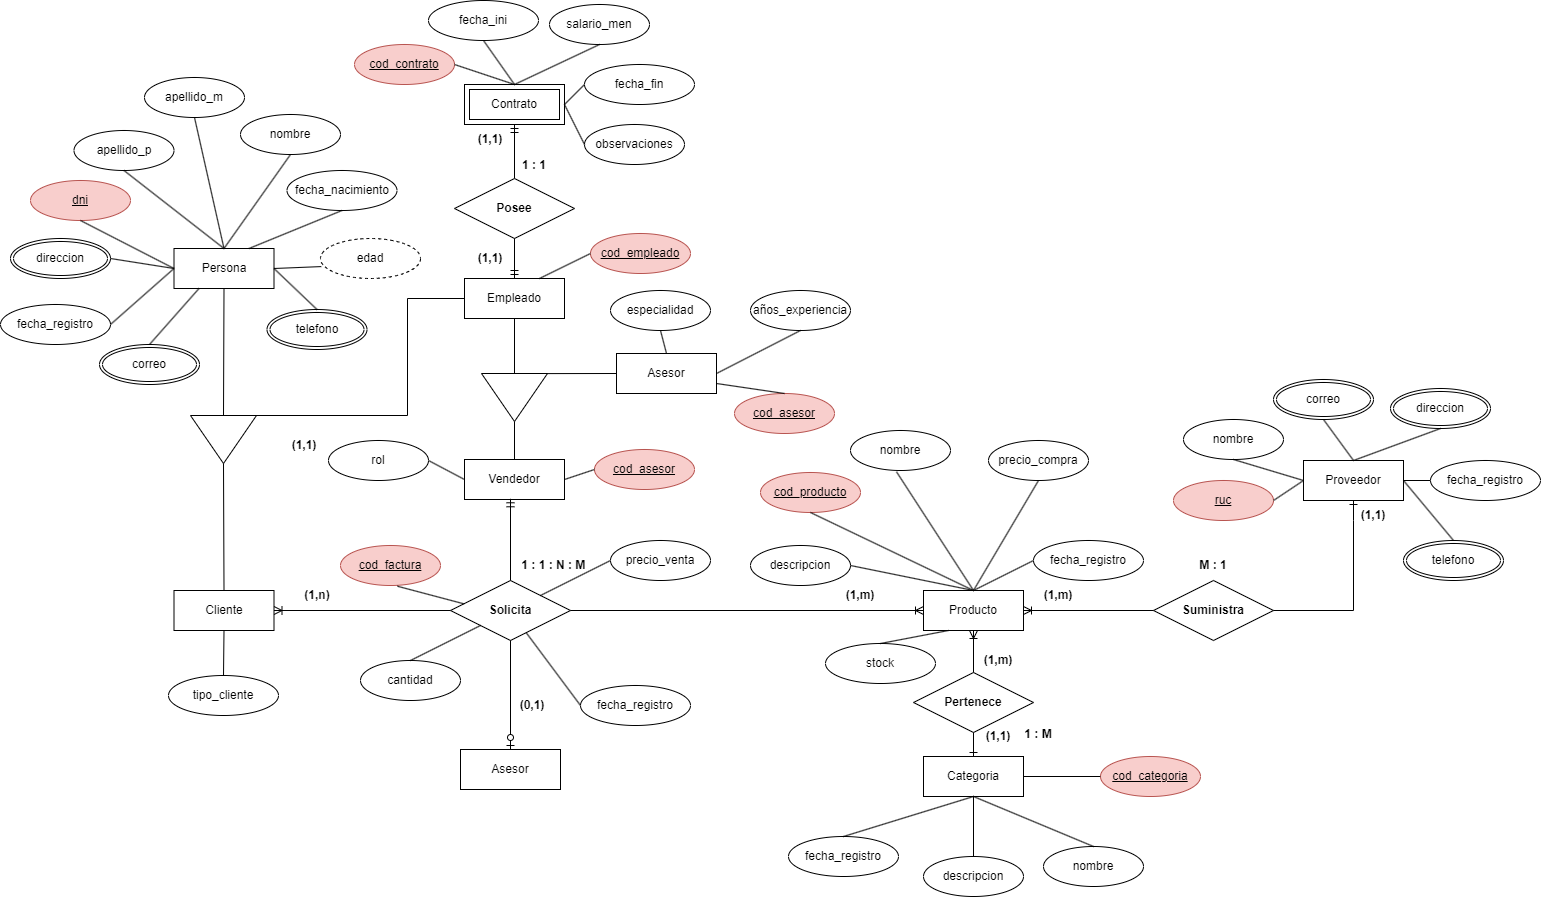 fecha_ini
salario_men
cod_contrato
fecha_fin
Contrato
observaciones
(1,1)
1 : 1
Posee
(1,1)
apellido_m
nombre
apellido_p
fecha_nacimiento
dni
direccion
Persona
edad
fecha_registro
telefono
correo
cod_empleado
Empleado
especialidad
años_experiencia
Asesor
cod_asesor
(1,1)
rol
Vendedor
cod_asesor
cod_factura
1 : 1 : N : M
precio_venta
Cliente
(1,n)
Solicita
(1,m)
tipo_cliente
cantidad
fecha_registro
(0,1)
Asesor
nombre
precio_compra
cod_producto
descripcion
fecha_registro
Producto
(1,m)
stock
(1,m)
Pertenece
(1,1)
1 : M
Categoria
cod_categoria
fecha_registro
descripcion
nombre
M : 1
Suministra
correo
direccion
nombre
Proveedor
fecha_registro
ruc
(1,1)
telefono